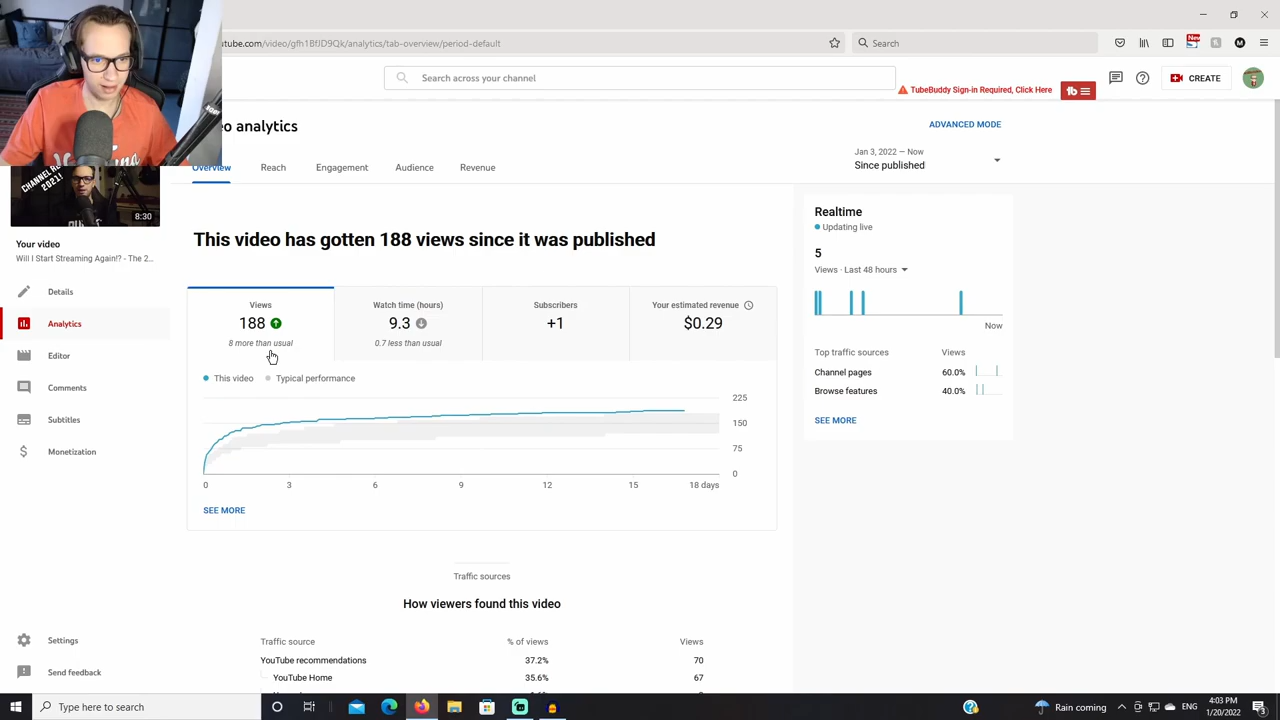 tube.com/video/gfh1BfJD9Qk/analytics/tab-overview/period-default
Search
New
Search across your channel
TubeBuddy Sign-in Required, Click Here
tb
CREATE
eo analytics
ADVANCED MODE
Overview
Reach
Engagement
Audience
Revenue
Jan 3, 2022 — Now
Since published
2021!
8:30
Your video
Will I Start Streaming Again!? - The 2...
Details
Analytics
Editor
Comments
Subtitles
Monetization
Settings
Send feedback
This video has gotten 188 views since it was published
Views
188
8 more than usual
Watch time (hours)
9.3
0.7 less than usual
Subscribers
+1
Your estimated revenue
$0.29
This video
Typical performance
225
150
75
0
0
3
6
9
12
15
18 days
SEE MORE
Traffic sources
How viewers found this video
Traffic source
% of views
Views
YouTube recommendations
37.2%
70
YouTube Home
35.6%
67
Realtime
Updating live
5
Views · Last 48 hours
Now
Top traffic sources
Views
Channel pages
60.0%
Browse features
40.0%
SEE MORE
Type here to search
Rain coming
ENG
4:03 PM
1/20/2022